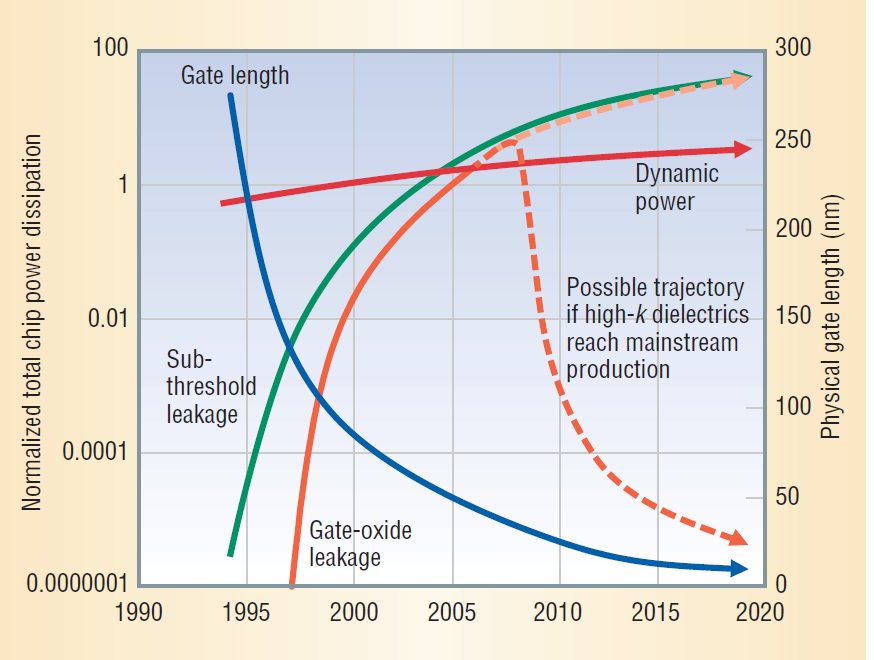 100
300
Gate length
250
Dynamic
power
1
200
Possible trajectory
if high-k dielectrics
reach mainstream
production
0.01
150
Sub-
threshold
leakage
100
0.0001
50
Gate-oxide
leakage
0.0000001
0
1990
1995
2000
2005
2010
2015
2020
Normalized total chip power dissipation
Physical gate length (nm)